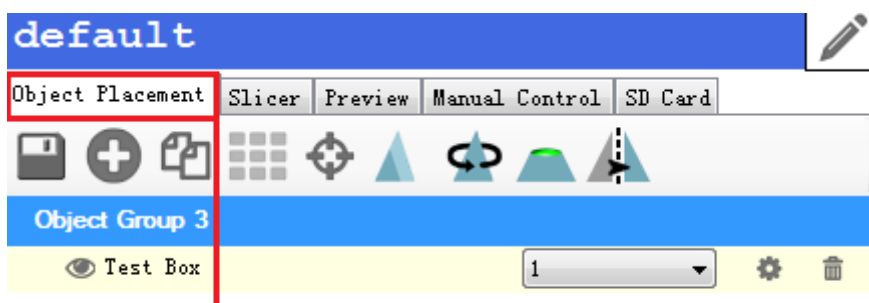 default
Object Placement Slicer Preview Manual Control SD Card
Object Group 3
Test Box 1